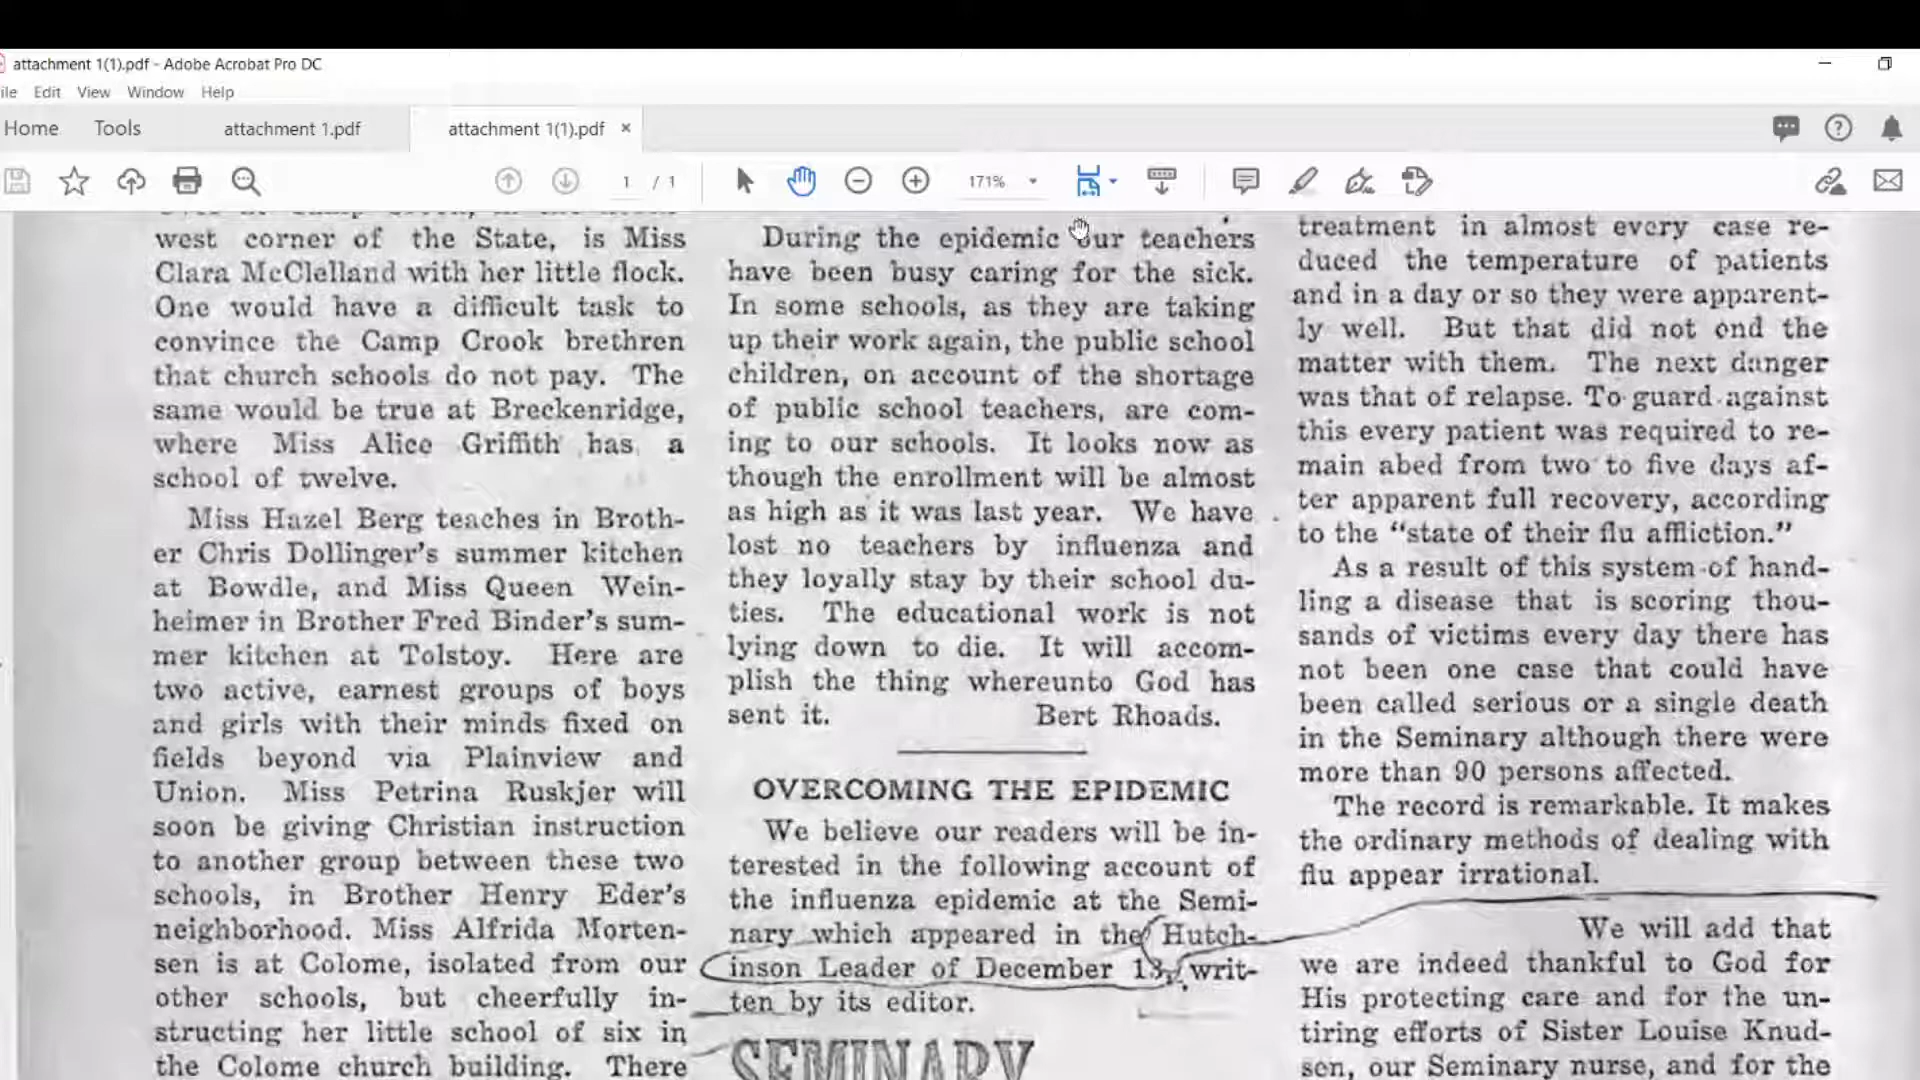 attachment 1(1).pdf - Adobe Acrobat Pro DC
ile Edit View Window Help
Home Tools attachment 1.pdf attachment 1(1).pdf ×
1 / 1 171%
west corner of the State, is Miss
Clara McClelland with her little flock.
One would have a difficult task to
convince the Camp Crook brethren
that church schools do not pay. The
same would be true at Breckenridge,
where Miss Alice Griffith has a
school of twelve.
Miss Hazel Berg teaches in Broth-
er Chris Dollinger's summer kitchen
at Bowdle, and Miss Queen Wein-
heimer in Brother Fred Binder's sum-
mer kitchen at Tolstoy. Here are
two active, earnest groups of boys
and girls with their minds fixed on
fields beyond via Plainview and
Union. Miss Petrina Ruskjer will
soon be giving Christian instruction
to another group between these two
schools, in Brother Henry Eder's
neighborhood. Miss Alfrida Morten-
sen is at Colome, isolated from our
other schools, but cheerfully in-
structing her little school of six in
the Colome church building. There
During the epidemic our teachers
have been busy caring for the sick.
In some schools, as they are taking
up their work again, the public school
children, on account of the shortage
of public school teachers, are com-
ing to our schools. It looks now as
though the enrollment will be almost
as high as it was last year. We have
lost no teachers by influenza and
they loyally stay by their school du-
ties. The educational work is not
lying down to die. It will accom-
plish the thing whereunto God has
sent it. Bert Rhoads.
OVERCOMING THE EPIDEMIC
We believe our readers will be in-
terested in the following account of
the influenza epidemic at the Semi-
nary which appeared in the Hutch-
inson Leader of December 13, writ-
ten by its editor.
SEMINARY
treatment in almost every case re-
duced the temperature of patients
and in a day or so they were apparent-
ly well. But that did not end the
matter with them. The next danger
was that of relapse. To guard against
this every patient was required to re-
main abed from two to five days af-
ter apparent full recovery, according
to the “state of their flu affliction.”
As a result of this system of hand-
ling a disease that is scoring thou-
sands of victims every day there has
not been one case that could have
been called serious or a single death
in the Seminary although there were
more than 90 persons affected.
The record is remarkable. It makes
the ordinary methods of dealing with
flu appear irrational.
We will add that
we are indeed thankful to God for
His protecting care and for the un-
tiring efforts of Sister Louise Knud-
sen, our Seminary nurse, and for the